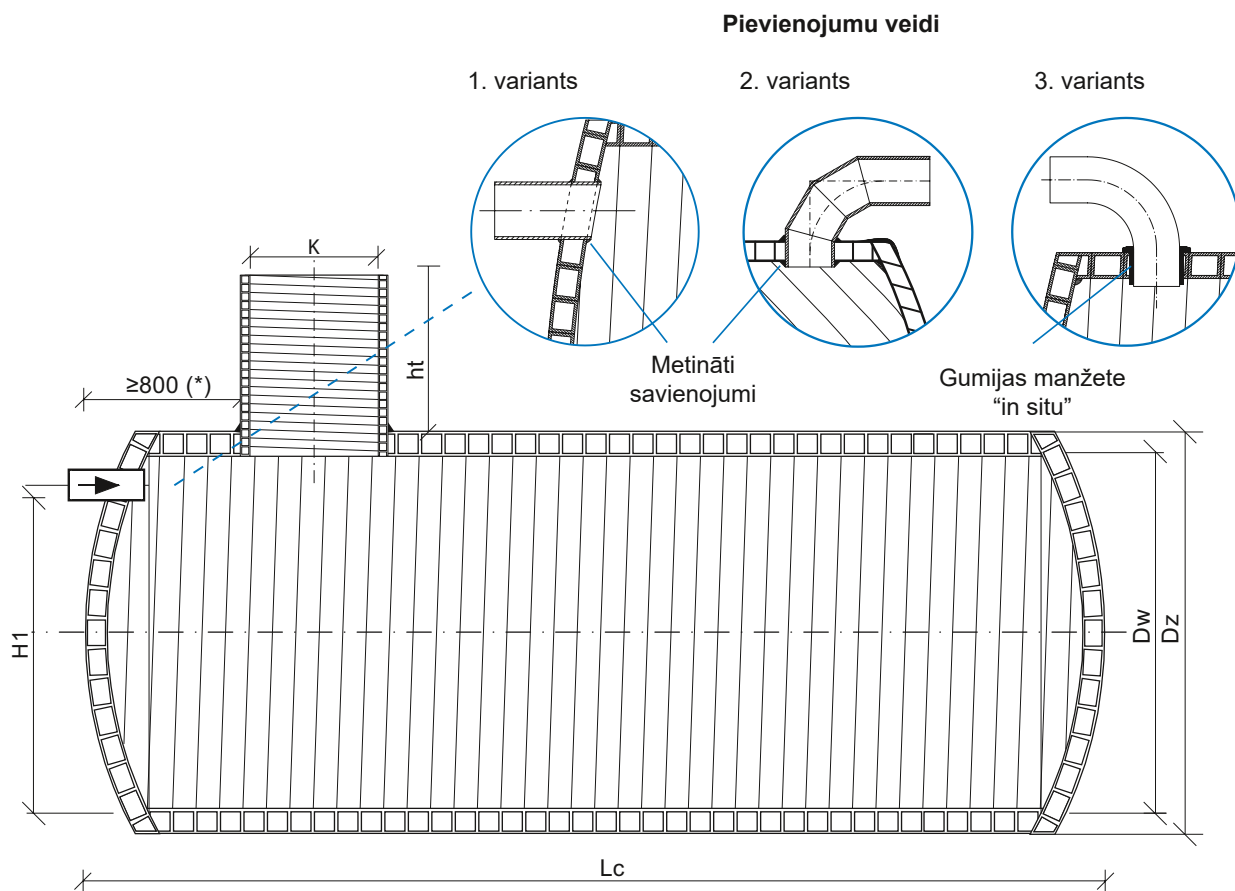 Pievienojumu veidi
1. variants
2. variants
3. variants
Metināti
savienojumi
Gumijas manžete
“in situ”
K
ht
≥800 (*)
H1
Dw
Dz
Lc